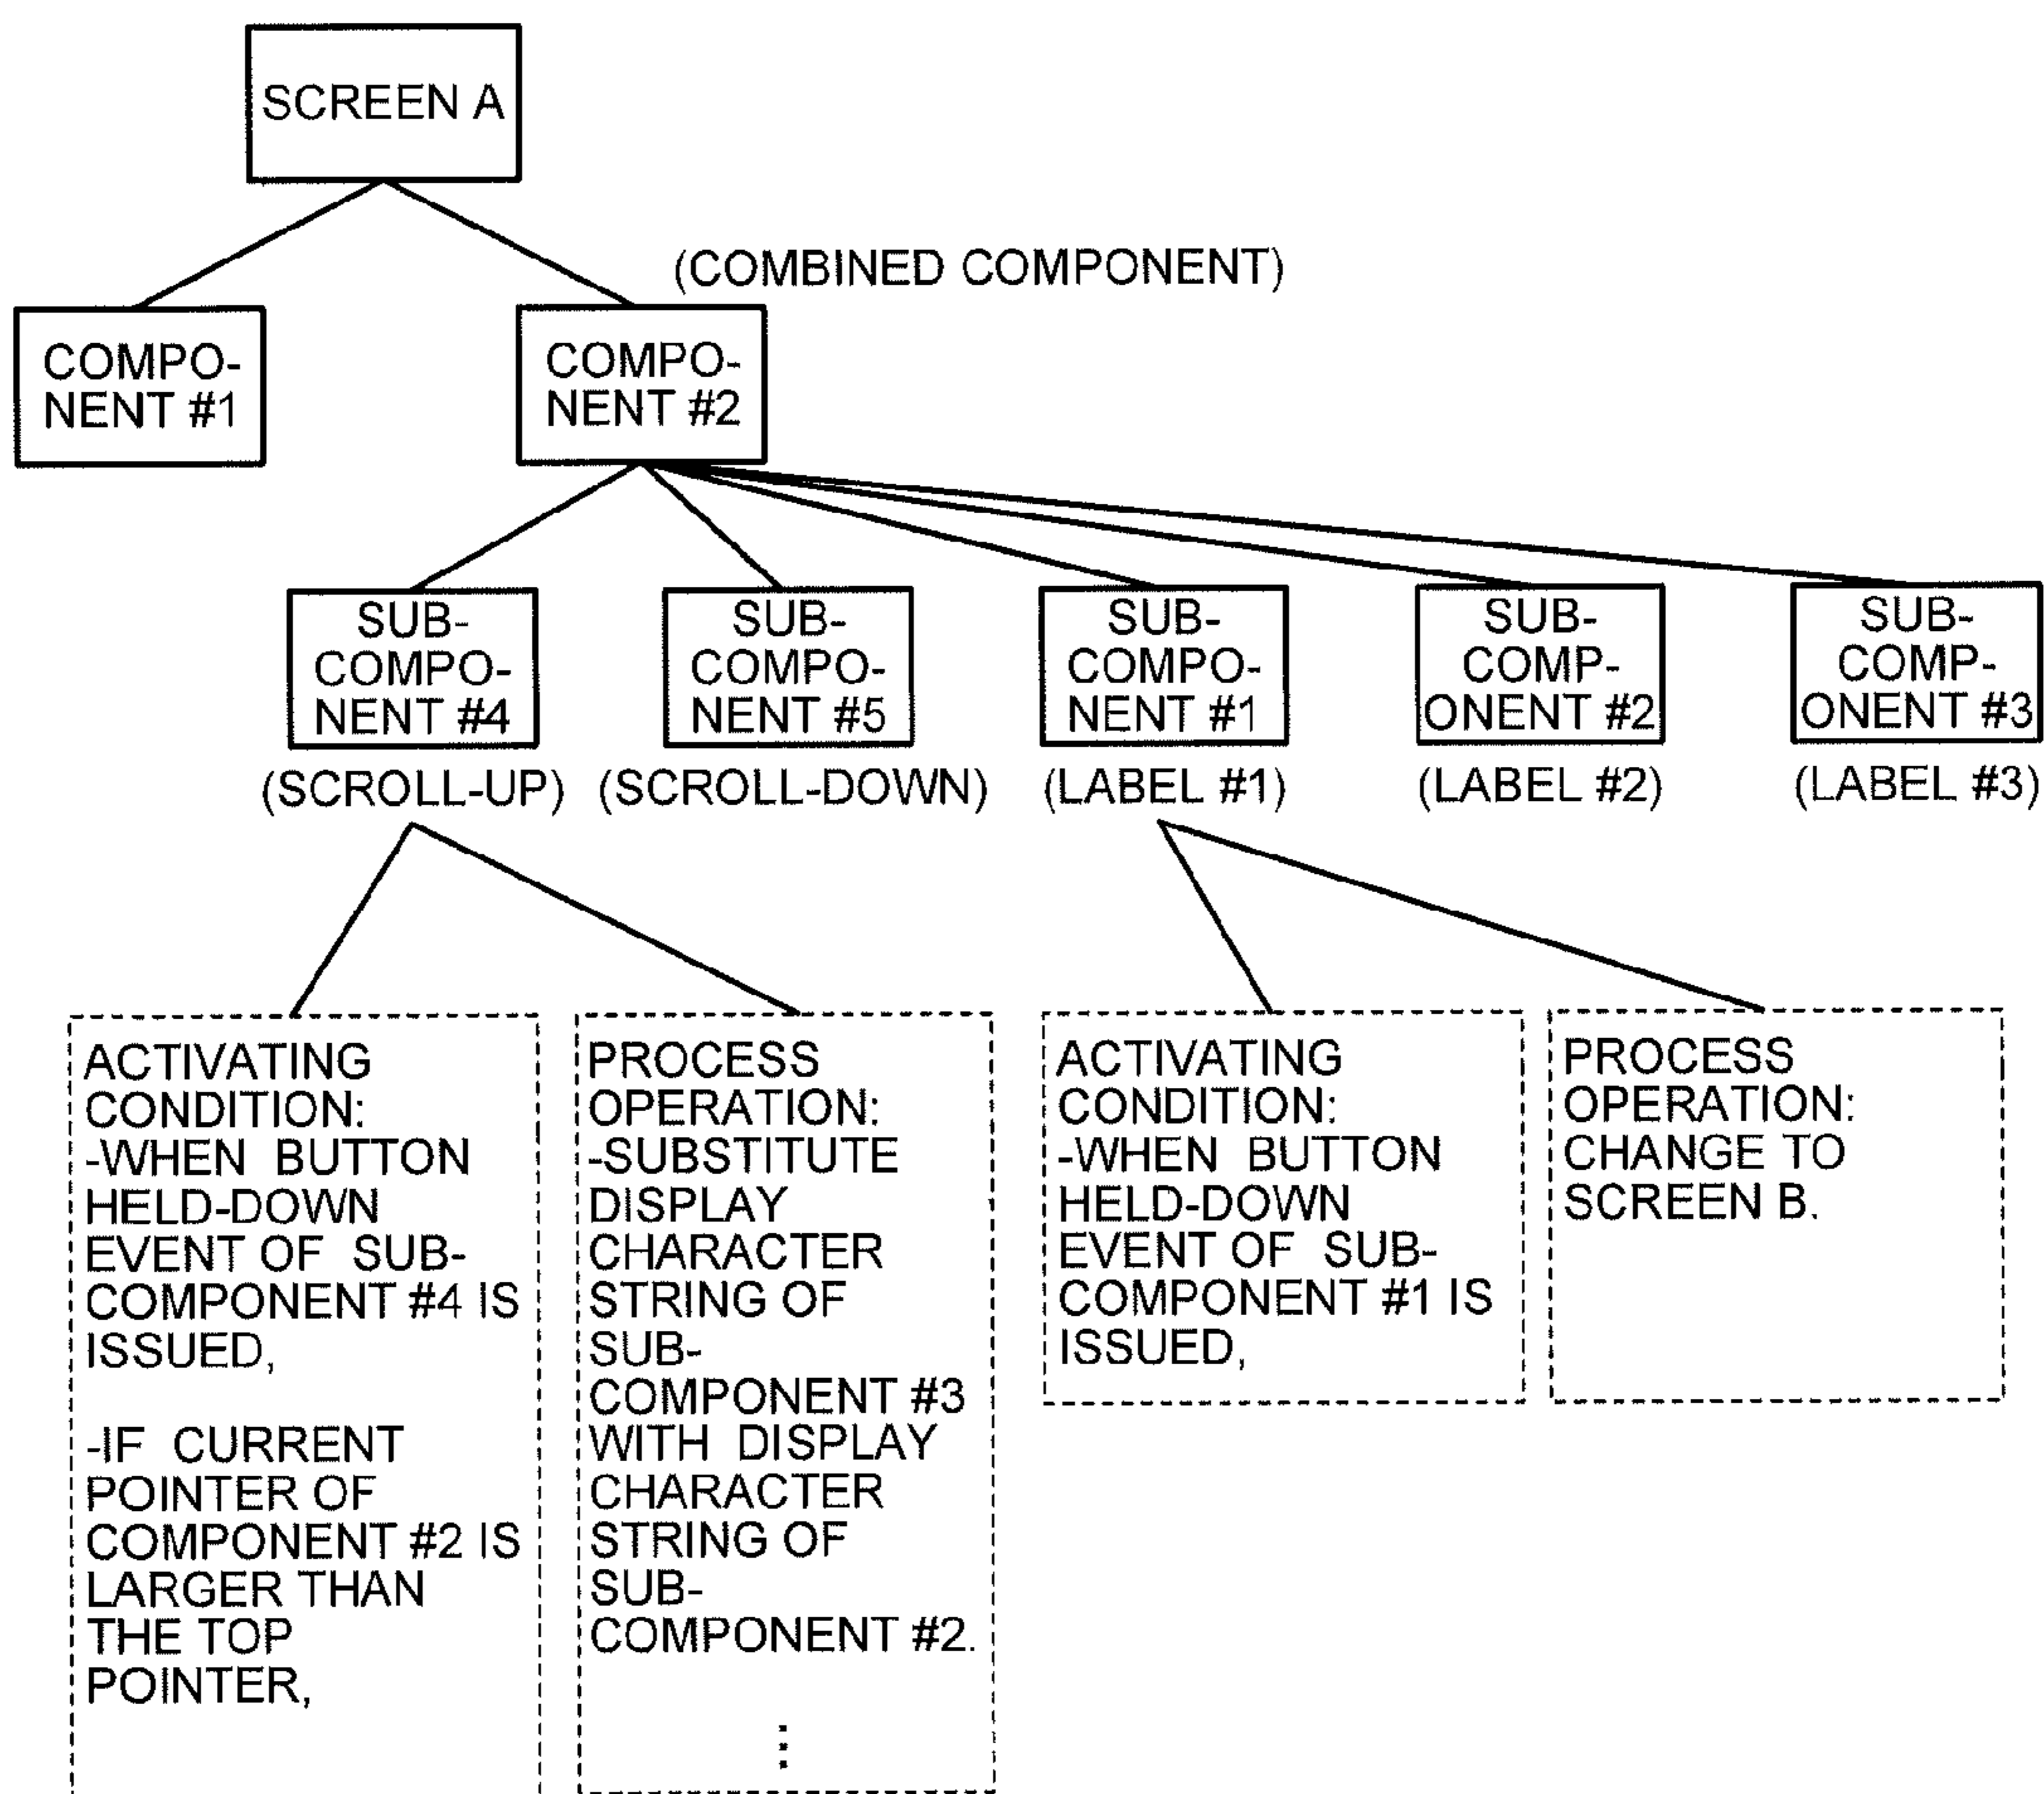 SCREEN A
(COMBINED COMPONENT)
COMPO-
NENT #1
COMPO-
NENT #2
SUB-
COMPO-
NENT #4
(SCROLL-UP)
SUB-
COMPO-
NENT #5
(SCROLL-DOWN)
SUB-
COMPO-
NENT #1
(LABEL #1)
SUB-
COMP-
ONENT #2
(LABEL #2)
SUB-
COMP-
ONENT #3
(LABEL #3)
ACTIVATING
CONDITION:
-WHEN BUTTON
HELD-DOWN
EVENT OF SUB-
COMPONENT #4 IS
ISSUED,
-IF CURRENT
POINTER OF
COMPONENT #2 IS
LARGER THAN
THE TOP
POINTER,
PROCESS
OPERATION:
-SUBSTITUTE
DISPLAY
CHARACTER
STRING OF
SUB-
COMPONENT #3
WITH DISPLAY
CHARACTER
STRING OF
SUB-
COMPONENT #2.
⋮
ACTIVATING
CONDITION:
-WHEN BUTTON
HELD-DOWN
EVENT OF SUB-
COMPONENT #1 IS
ISSUED,
PROCESS
OPERATION:
CHANGE TO
SCREEN B.